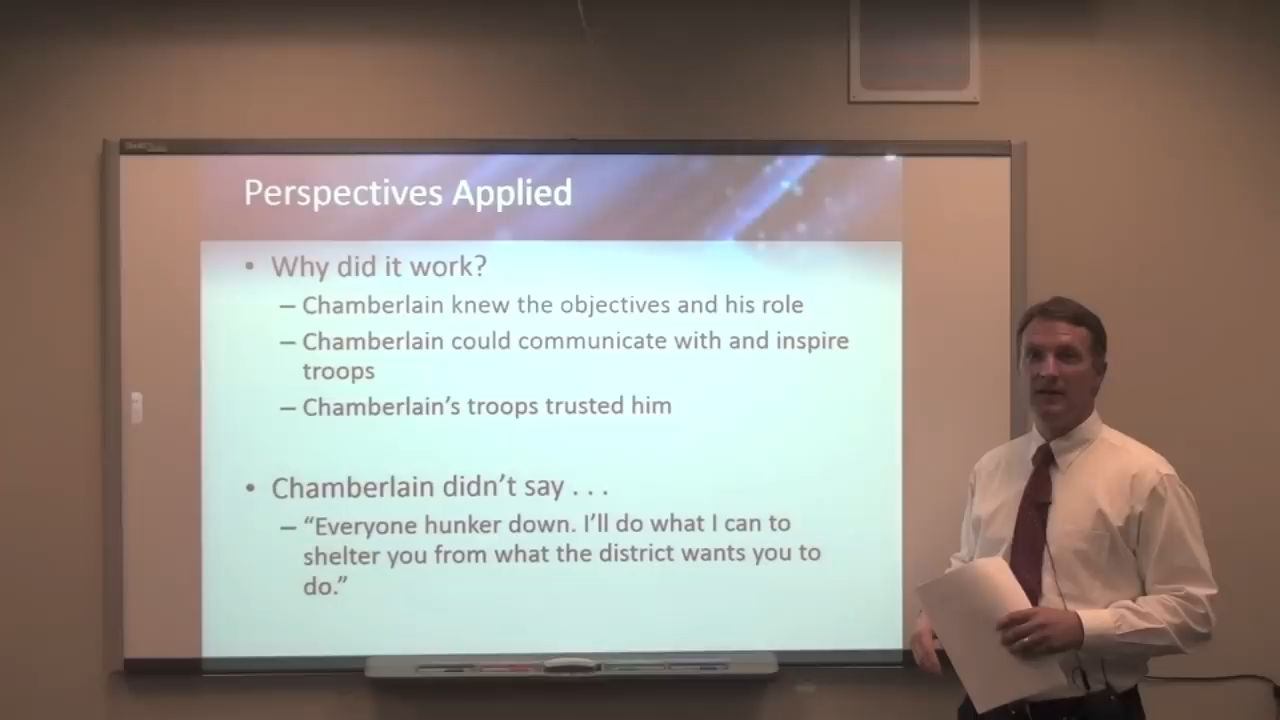 Perspectives Applied
• Why did it work?
– Chamberlain knew the objectives and his role
– Chamberlain could communicate with and inspire
troops
– Chamberlain’s troops trusted him
• Chamberlain didn’t say . . .
– “Everyone hunker down. I’ll do what I can to
shelter you from what the district wants you to
do.”